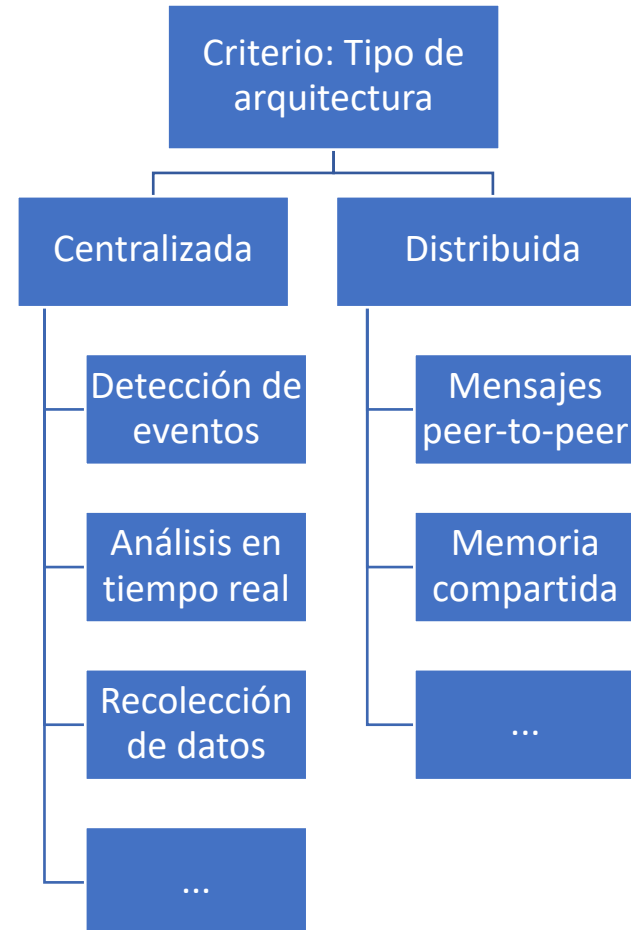 Criterio: Tipo de
arquitectura
Centralizada
Detección de
eventos
Análisis en
tiempo real
Recolección
de datos
...
Distribuida
Mensajes
peer-to-peer
Memoria
compartida
...